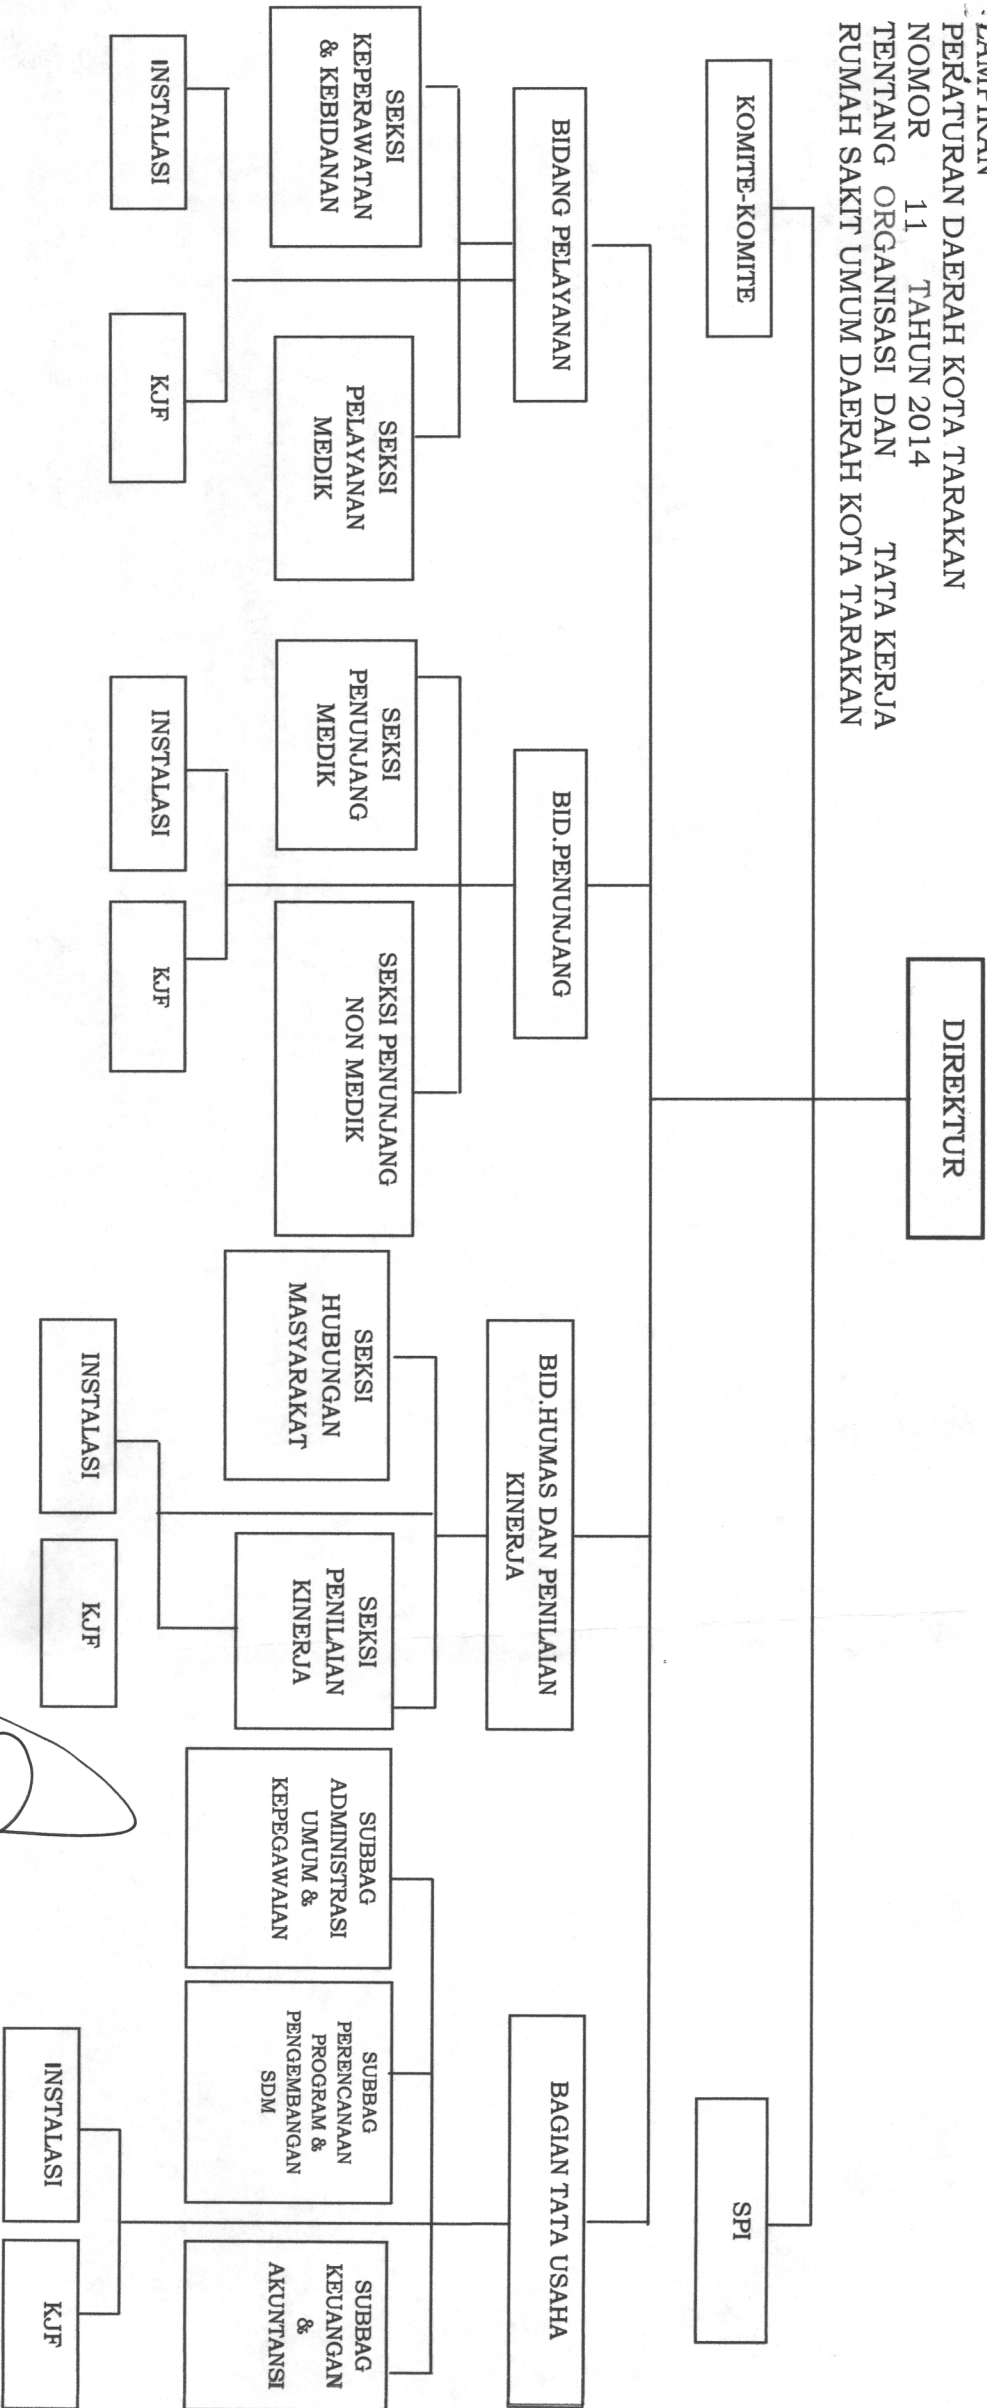 LAMPIRAN
PERATURAN DAERAH KOTA TARAKAN
NOMOR 11 TAHUN 2014
TENTANG ORGANISASI DAN TATA KERJA
RUMAH SAKIT UMUM DAERAH KOTA TARAKAN
DIREKTUR
KOMITE-KOMITE
SPI
BIDANG PELAYANAN
BID.PENUNJANG
BID.HUMAS DAN PENILAIAN
KINERJA
BAGIAN TATA USAHA
SEKSI
KEPERAWATAN
& KEBIDANAN
SEKSI
PELAYANAN
MEDIK
SEKSI
PENUNJANG
MEDIK
SEKSI PENUNJANG
NON MEDIK
SEKSI
HUBUNGAN
MASYARAKAT
SEKSI
PENILAIAN
KINERJA
SUBBAG
ADMINISTRASI
UMUM &
KEPEGAWAIAN
SUBBAG
PERENCANAAN
PROGRAM &
PENGEMBANGAN
SDM
SUBBAG
KEUANGAN
&
AKUNTANSI
INSTALASI
KJF
INSTALASI
KJF
INSTALASI
KJF
INSTALASI
KJF